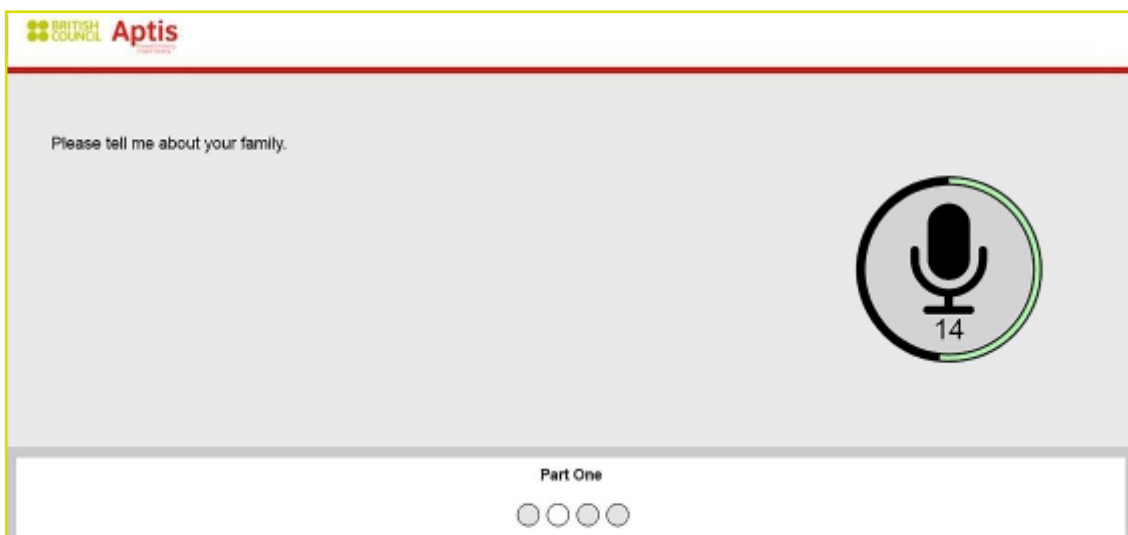 BRITISH
COUNCIL
Aptis
Please tell me about your family.
14
Part One